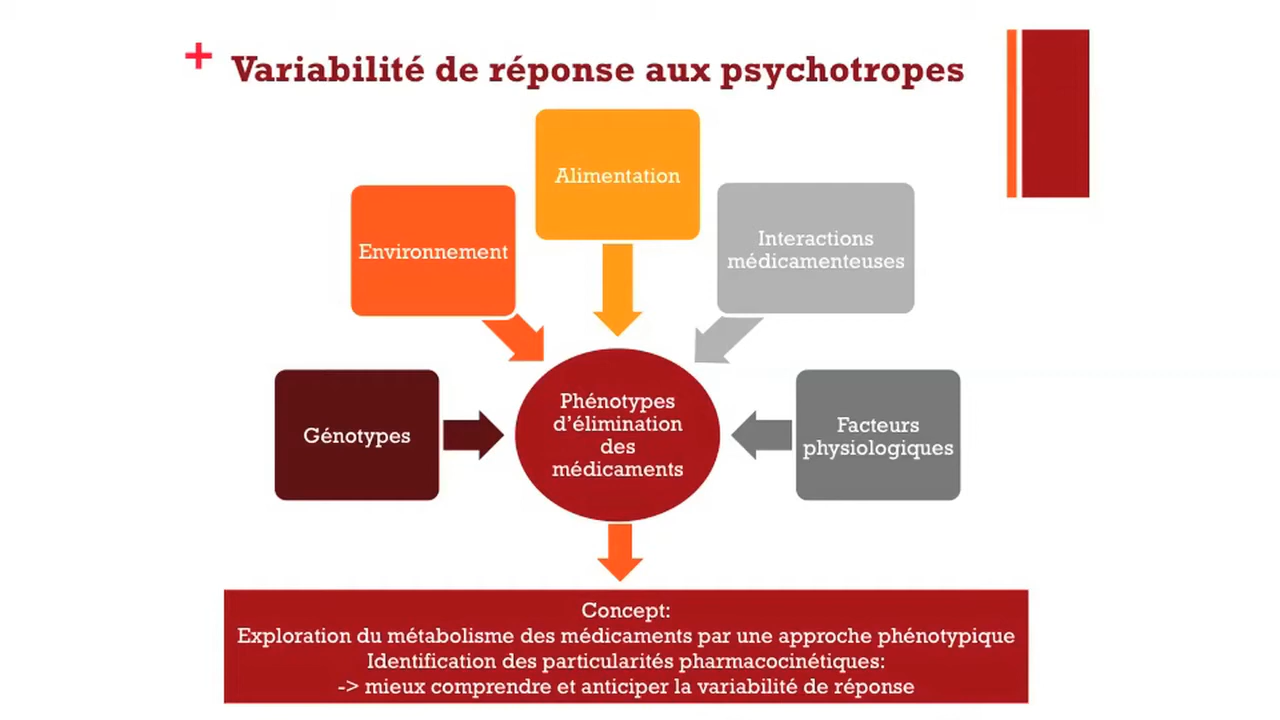 + Variabilité de réponse aux psychotropes
Alimentation
Environnement
Interactions
médicamenteuses
Génotypes
Phénotypes
d'élimination
des
médicaments
Facteurs
physiologiques
Concept:
Exploration du métabolisme des médicaments par une approche phénotypique
Identification des particularités pharmacocinétiques:
-> mieux comprendre et anticiper la variabilité de réponse